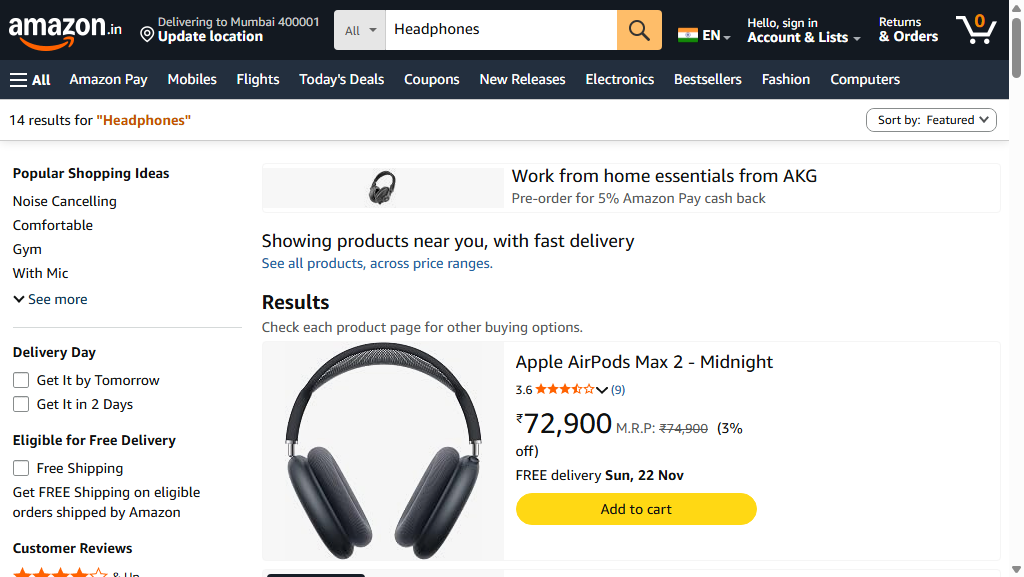 amazon.in
Delivering to Mumbai 400001
Update location
All
Headphones
EN
Hello, sign in
Account & Lists
Returns
& Orders
0
All
Amazon Pay
Mobiles
Flights
Today's Deals
Coupons
New Releases
Electronics
Bestsellers
Fashion
Computers
14 results for "Headphones"
Sort by: Featured
Popular Shopping Ideas
Noise Cancelling
Comfortable
Gym
With Mic
See more
Delivery Day
Get It by Tomorrow
Get It in 2 Days
Eligible for Free Delivery
Free Shipping
Get FREE Shipping on eligible
orders shipped by Amazon
Customer Reviews
& Up
Work from home essentials from AKG
Pre-order for 5% Amazon Pay cash back
Showing products near you, with fast delivery
See all products, across price ranges.
Results
Check each product page for other buying options.
Apple AirPods Max 2 - Midnight
3.6 (9)
₹72,900 M.R.P: ₹74,900 (3%
off)
FREE delivery Sun, 22 Nov
Add to cart